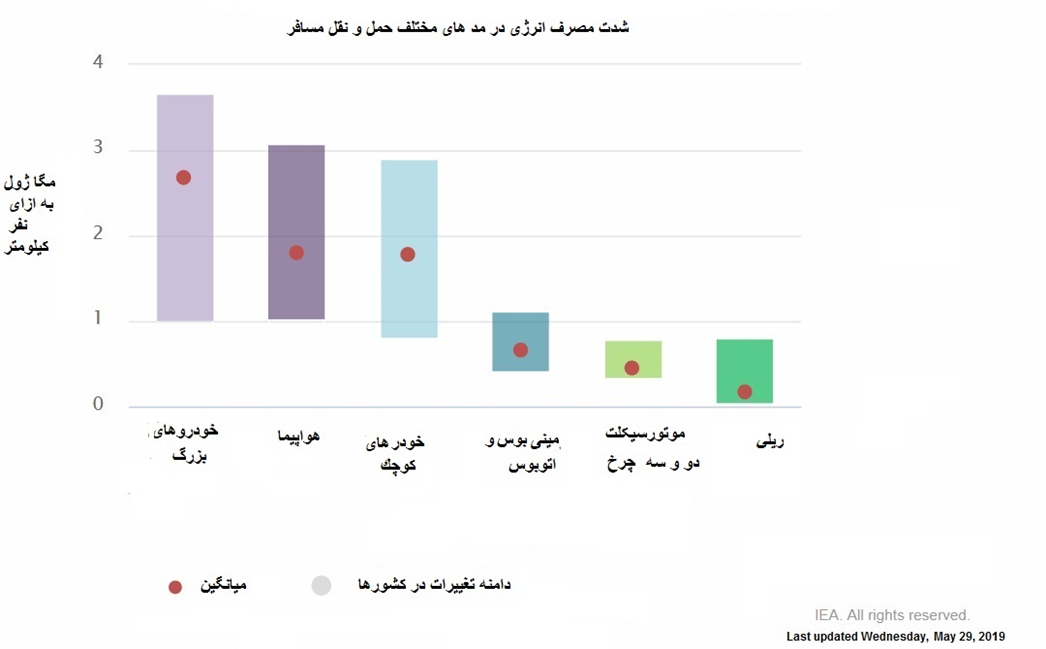 شدت مصرف انرژی در مد های مختلف حمل و نقل مسافر
4
3
2
1
0
مگا ژول
به ازای
نفر
کیلومتر
خودروهای
بزرگ
هواپیما
خودر های
کوچك
مینی بوس و
اتوبوس
موتورسیکلت
دو و سه چرخ
ریلی
میانگین
دامنه تغییرات در کشورها
IEA. All rights reserved.
Last updated Wednesday, May 29, 2019